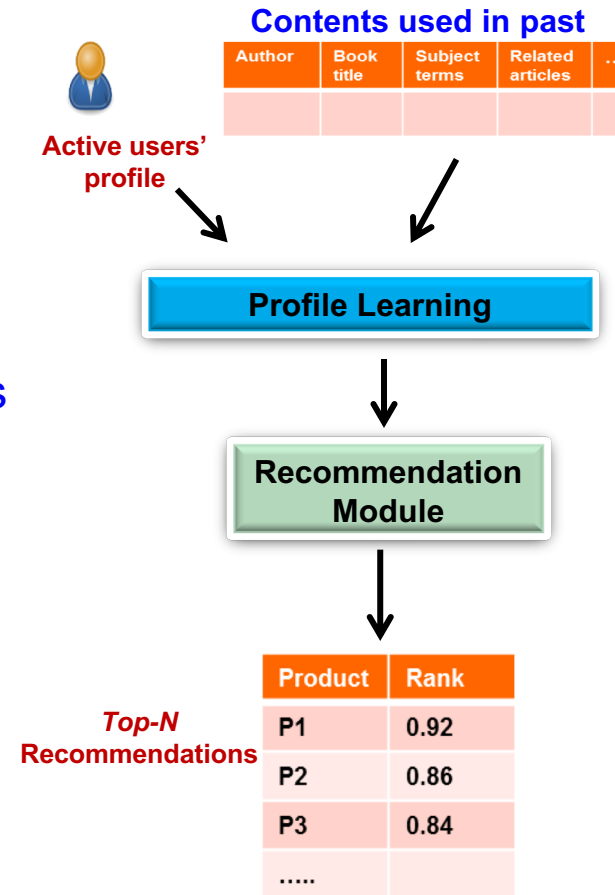 Contents used in past
Author Book title Subject terms Related articles ..
Active users’
profile
Profile Learning
s
Recommendation
Module
Product Rank
Top-N
Recommendations
P1 0.92
P2 0.86
P3 0.84
.....